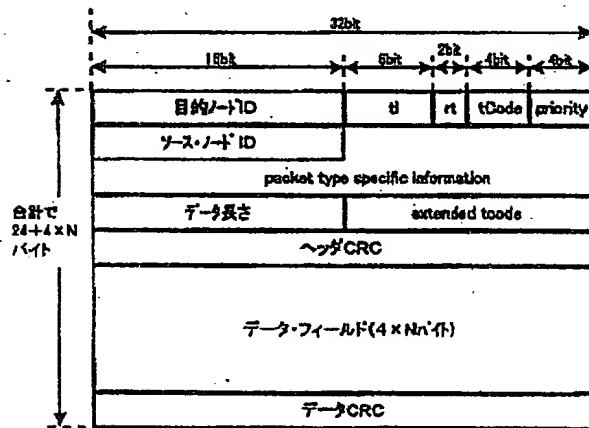 32bit
16bit 6bit 2bit 4bit 4bit
目的ノードID tl rt tCode priority
ソース・ノードID
packet type specific information
データ長さ extended tcode
ヘッダCRC
合計で
24+4×N
バイト
データ・フィールド(4×Nバイト)
データCRC